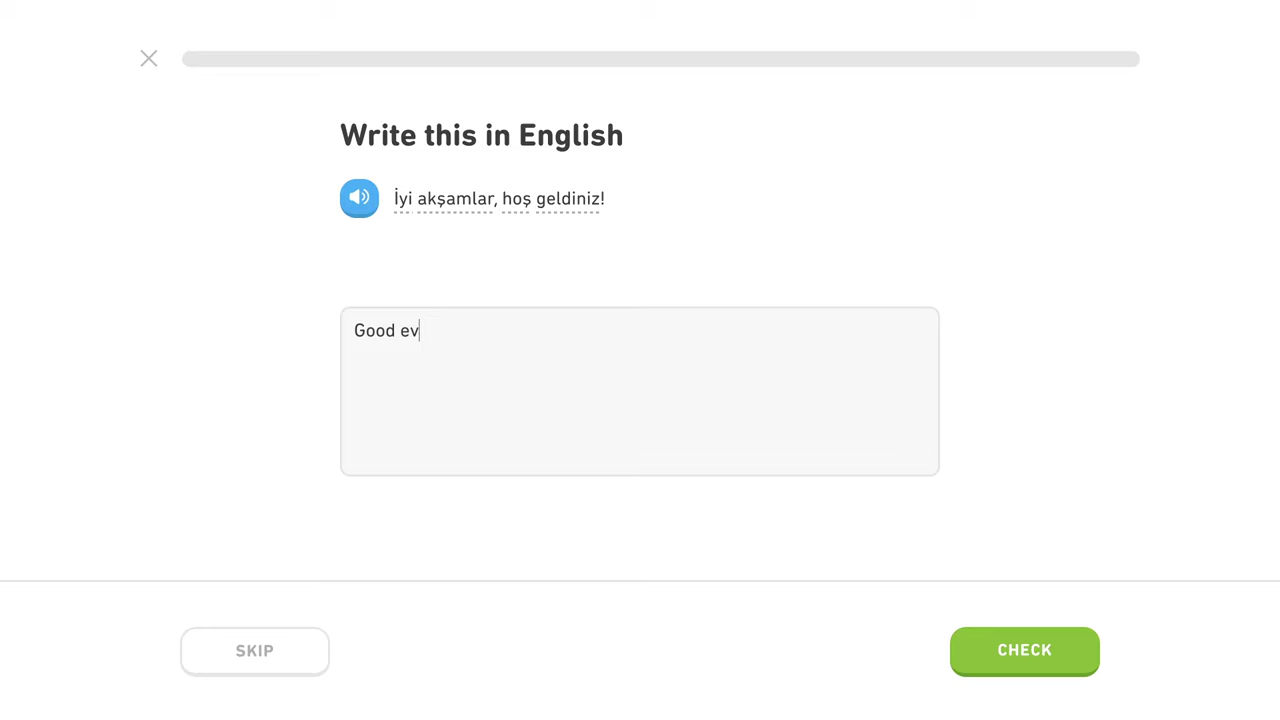 Write this in English
İyi akşamlar, hoş geldiniz!
Good ev
SKIP
CHECK